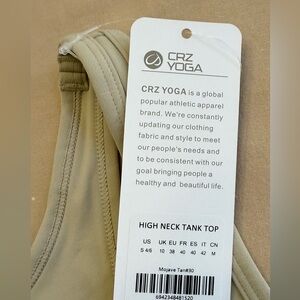 CRZ
YOGA
CRZ YOGA is a global
popular athletic apparel
brand. We're constantly
updating our clothing
fabric and style to meet
our people's needs and
to be consistent with our
goal bringing people a
healthy and beautiful life.
HIGH NECK TANK TOP
US UK EU FR ES IT CN
S 4/6 10 38 40 40 42 M
Mojave Tan#30
6942348481520